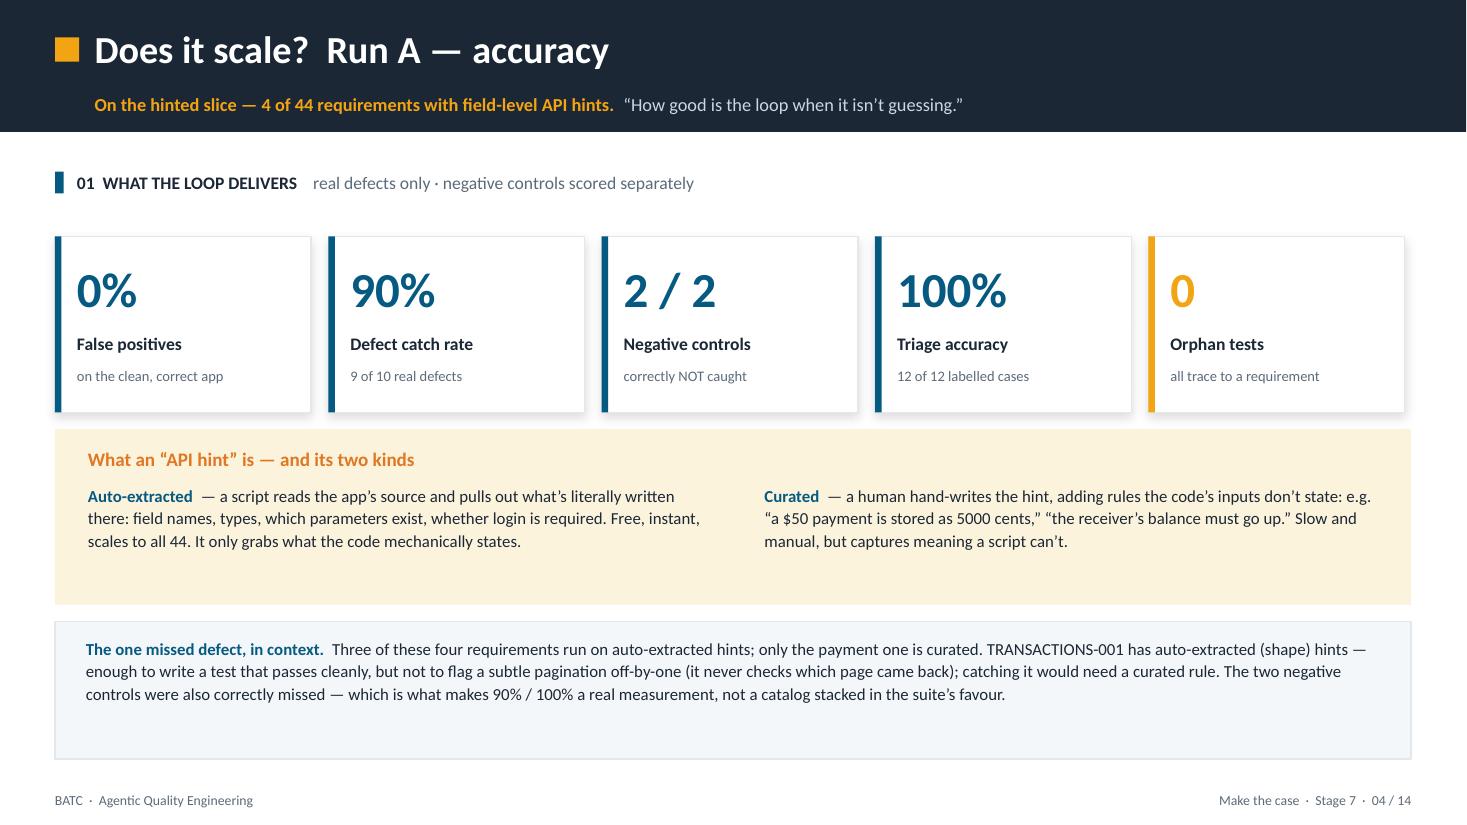 Does it scale?  Run A — accuracy
On the hinted slice — 4 of 44 requirements with field-level API hints.  “How good is the loop when it isn’t guessing.”
01  WHAT THE LOOP DELIVERS    real defects only · negative controls scored separately
0%
False positives
on the clean, correct app
90%
Defect catch rate
9 of 10 real defects
2 / 2
Negative controls
correctly NOT caught
100%
Triage accuracy
12 of 12 labelled cases
0
Orphan tests
all trace to a requirement
What an “API hint” is — and its two kinds
Auto-extracted  — a script reads the app’s source and pulls out what’s literally written
there: field names, types, which parameters exist, whether login is required. Free, instant,
scales to all 44. It only grabs what the code mechanically states.
Curated  — a human hand-writes the hint, adding rules the code’s inputs don’t state: e.g.
“a $50 payment is stored as 5000 cents,” “the receiver’s balance must go up.” Slow and
manual, but captures meaning a script can’t.
The one missed defect, in context.  Three of these four requirements run on auto-extracted hints; only the payment one is curated. TRANSACTIONS-001 has auto-extracted (shape) hints —
enough to write a test that passes cleanly, but not to flag a subtle pagination off-by-one (it never checks which page came back); catching it would need a curated rule. The two negative
controls were also correctly missed — which is what makes 90% / 100% a real measurement, not a catalog stacked in the suite’s favour.
BATC  ·  Agentic Quality Engineering
Make the case  ·  Stage 7  ·  04 / 14